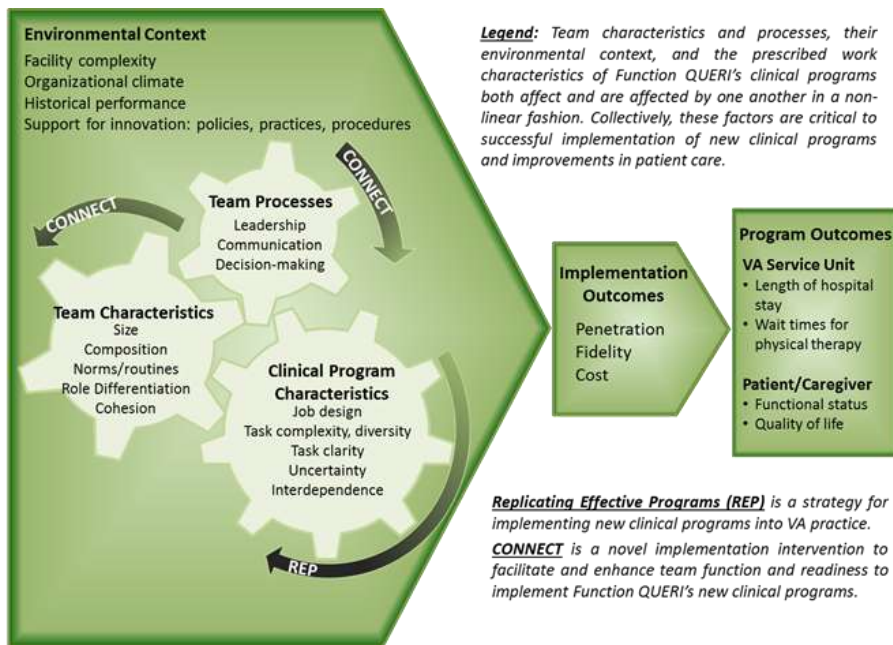 Environmental Context
Facility complexity
Organizational climate
Historical performance
Support for innovation: policies, practices, procedures
CONNECT
CONNECT
Team Processes
Leadership
Communication
Decision-making
Team Characteristics
Size
Composition
Norms/routines
Role Differentiation
Cohesion
Clinical Program
Characteristics
Job design
Task complexity, diversity
Task clarity
Uncertainty
Interdependence
REP
Legend: Team characteristics and processes, their
environmental context, and the prescribed work
characteristics of Function QUERI's clinical programs
both affect and are affected by one another in a non-
linear fashion. Collectively, these factors are critical to
successful implementation of new clinical programs
and improvements in patient care.
Implementation
Outcomes
Penetration
Fidelity
Cost
Program Outcomes
VA Service Unit
• Length of hospital
stay
• Wait times for
physical therapy
Patient/Caregiver
• Functional status
• Quality of life
Replicating Effective Programs (REP) is a strategy for
implementing new clinical programs into VA practice.
CONNECT is a novel implementation intervention to
facilitate and enhance team function and readiness to
implement Function QUERI's new clinical programs.